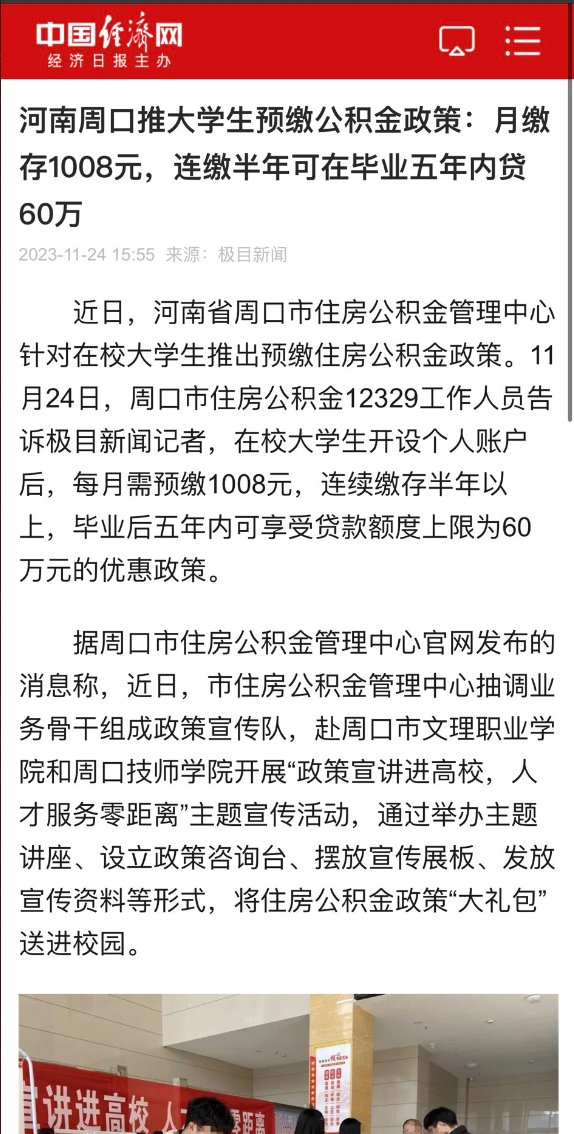 中国经济网
经济日报主办
河南周口推大学生预缴公积金政策：月缴
存1008元，连缴半年可在毕业五年内贷
60万
2023-11-24 15:55 来源：极目新闻
近日，河南省周口市住房公积金管理中心
针对在校大学生推出预缴住房公积金政策。11
月24日，周口市住房公积金12329工作人员告
诉极目新闻记者，在校大学生开设个人账户
后，每月需预缴1008元，连续缴存半年以
上，毕业后五年内可享受贷款额度上限为60
万元的优惠政策。
据周口市住房公积金管理中心官网发布的
消息称，近日，市住房公积金管理中心抽调业
务骨干组成政策宣传队，赴周口市文理职业学
院和周口技师学院开展“政策宣讲进高校，人
才服务零距离”主题宣传活动，通过举办主题
讲座、设立政策咨询台、摆放宣传展板、发放
宣传资料等形式，将住房公积金政策“大礼包”
送进校园。
宣讲进高校 人 零距离